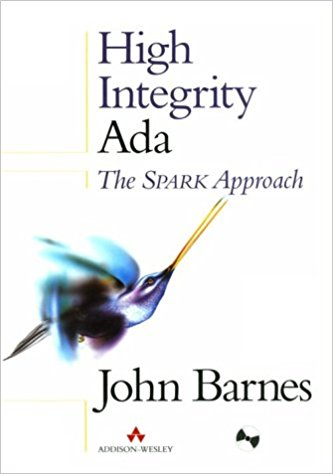 High
Integrity
Ada
The SPARK Approach
John Barnes
ADDISON-WESLEY